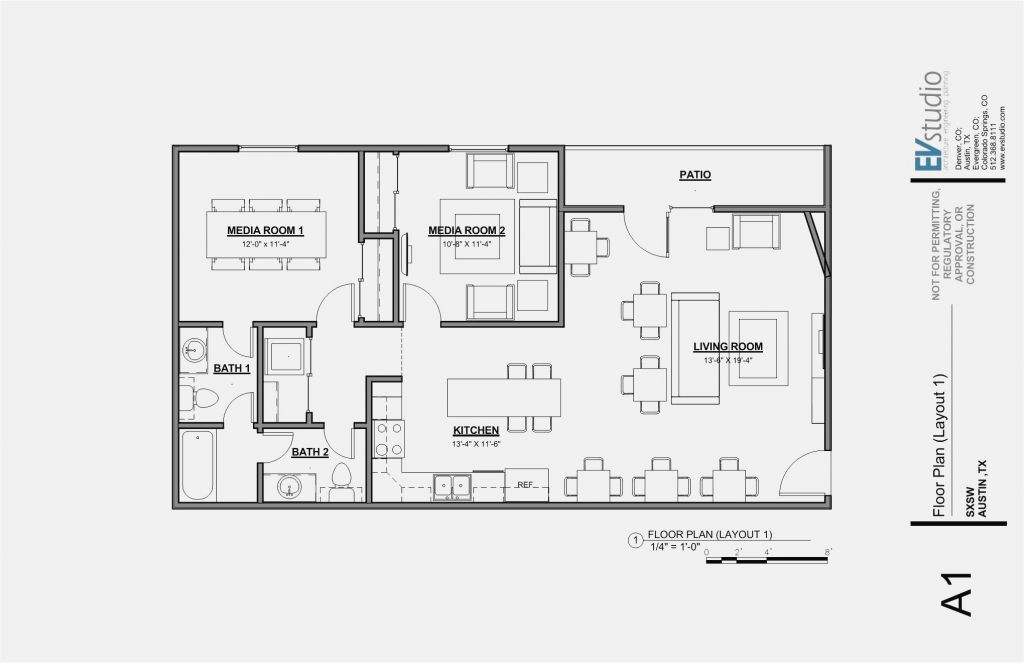 PATIO
MEDIA ROOM 1
12'-0" x 11'-4"
MEDIA ROOM 2
10'-8" X 11'-4"
LIVING ROOM
13'-6" X 19'-4"
BATH 1
KITCHEN
13'-4" X 11'-6"
BATH 2
REF.
1
FLOOR PLAN (LAYOUT 1)
1/4" = 1'-0"
0 2' 4' 8'
EVstudio
architecture engineering planning
Denver, CO;
Austin, TX
Evergreen, CO;
Colorado Springs, CO
512.368.8111
www.evstudio.com
NOT FOR PERMITTING,
REGULATORY
APPROVAL, OR
CONSTRUCTION
Floor Plan (Layout 1)
SXSW
AUSTIN ,TX
A1